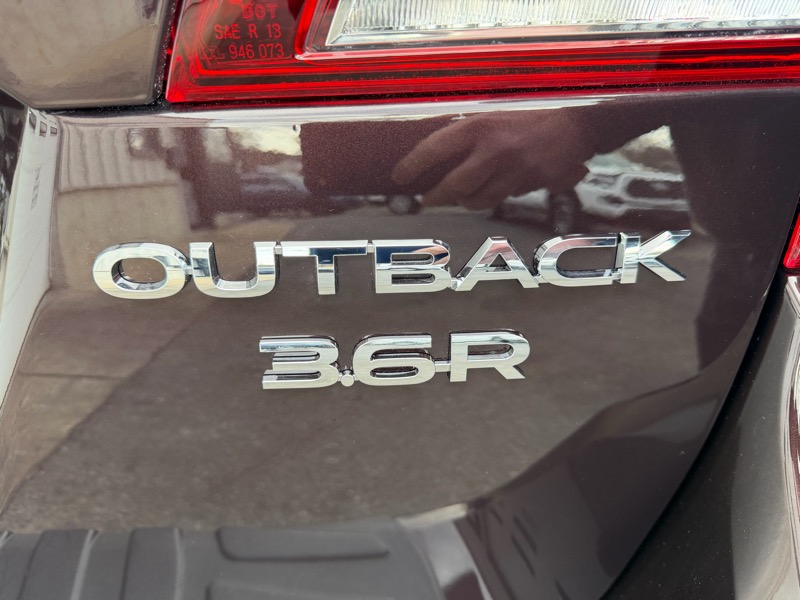 DOT
SAE R 13
946 073
OUTBACK
3.6R